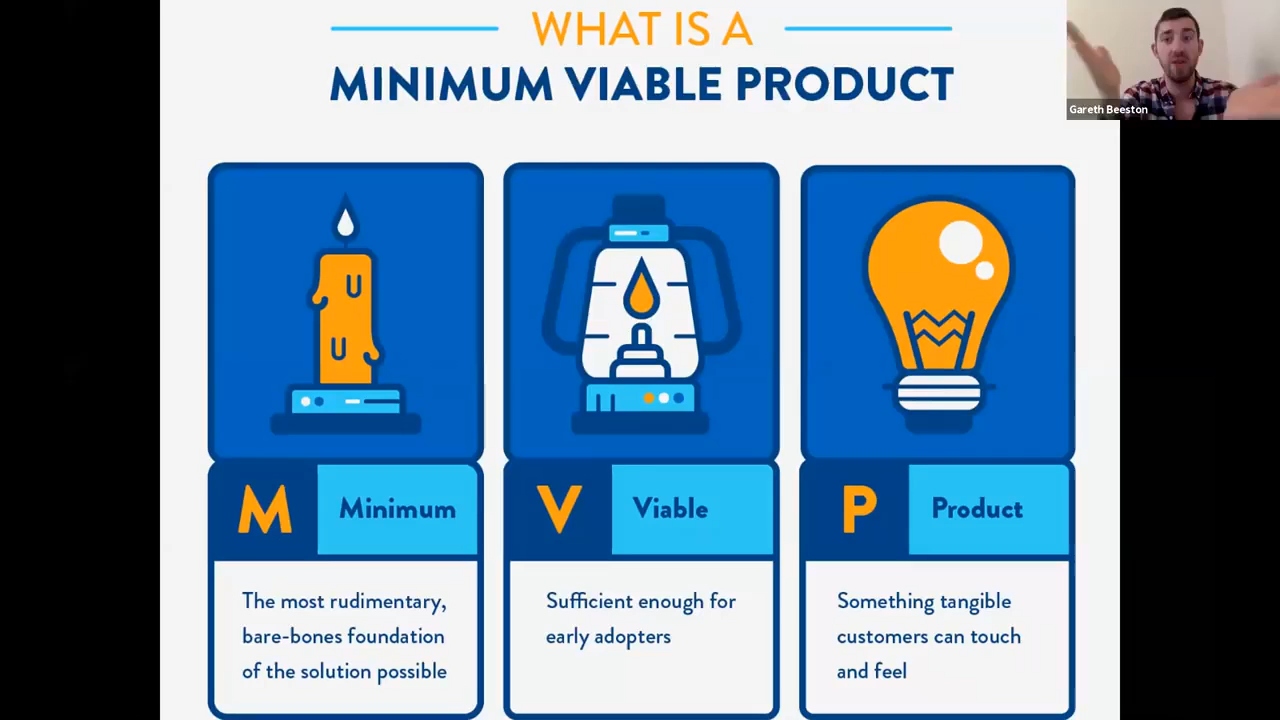 WHAT IS A
MINIMUM VIABLE PRODUCT
Gareth Beeston
M Minimum
The most rudimentary,
bare-bones foundation
of the solution possible
V Viable
Sufficient enough for
early adopters
P Product
Something tangible
customers can touch
and feel